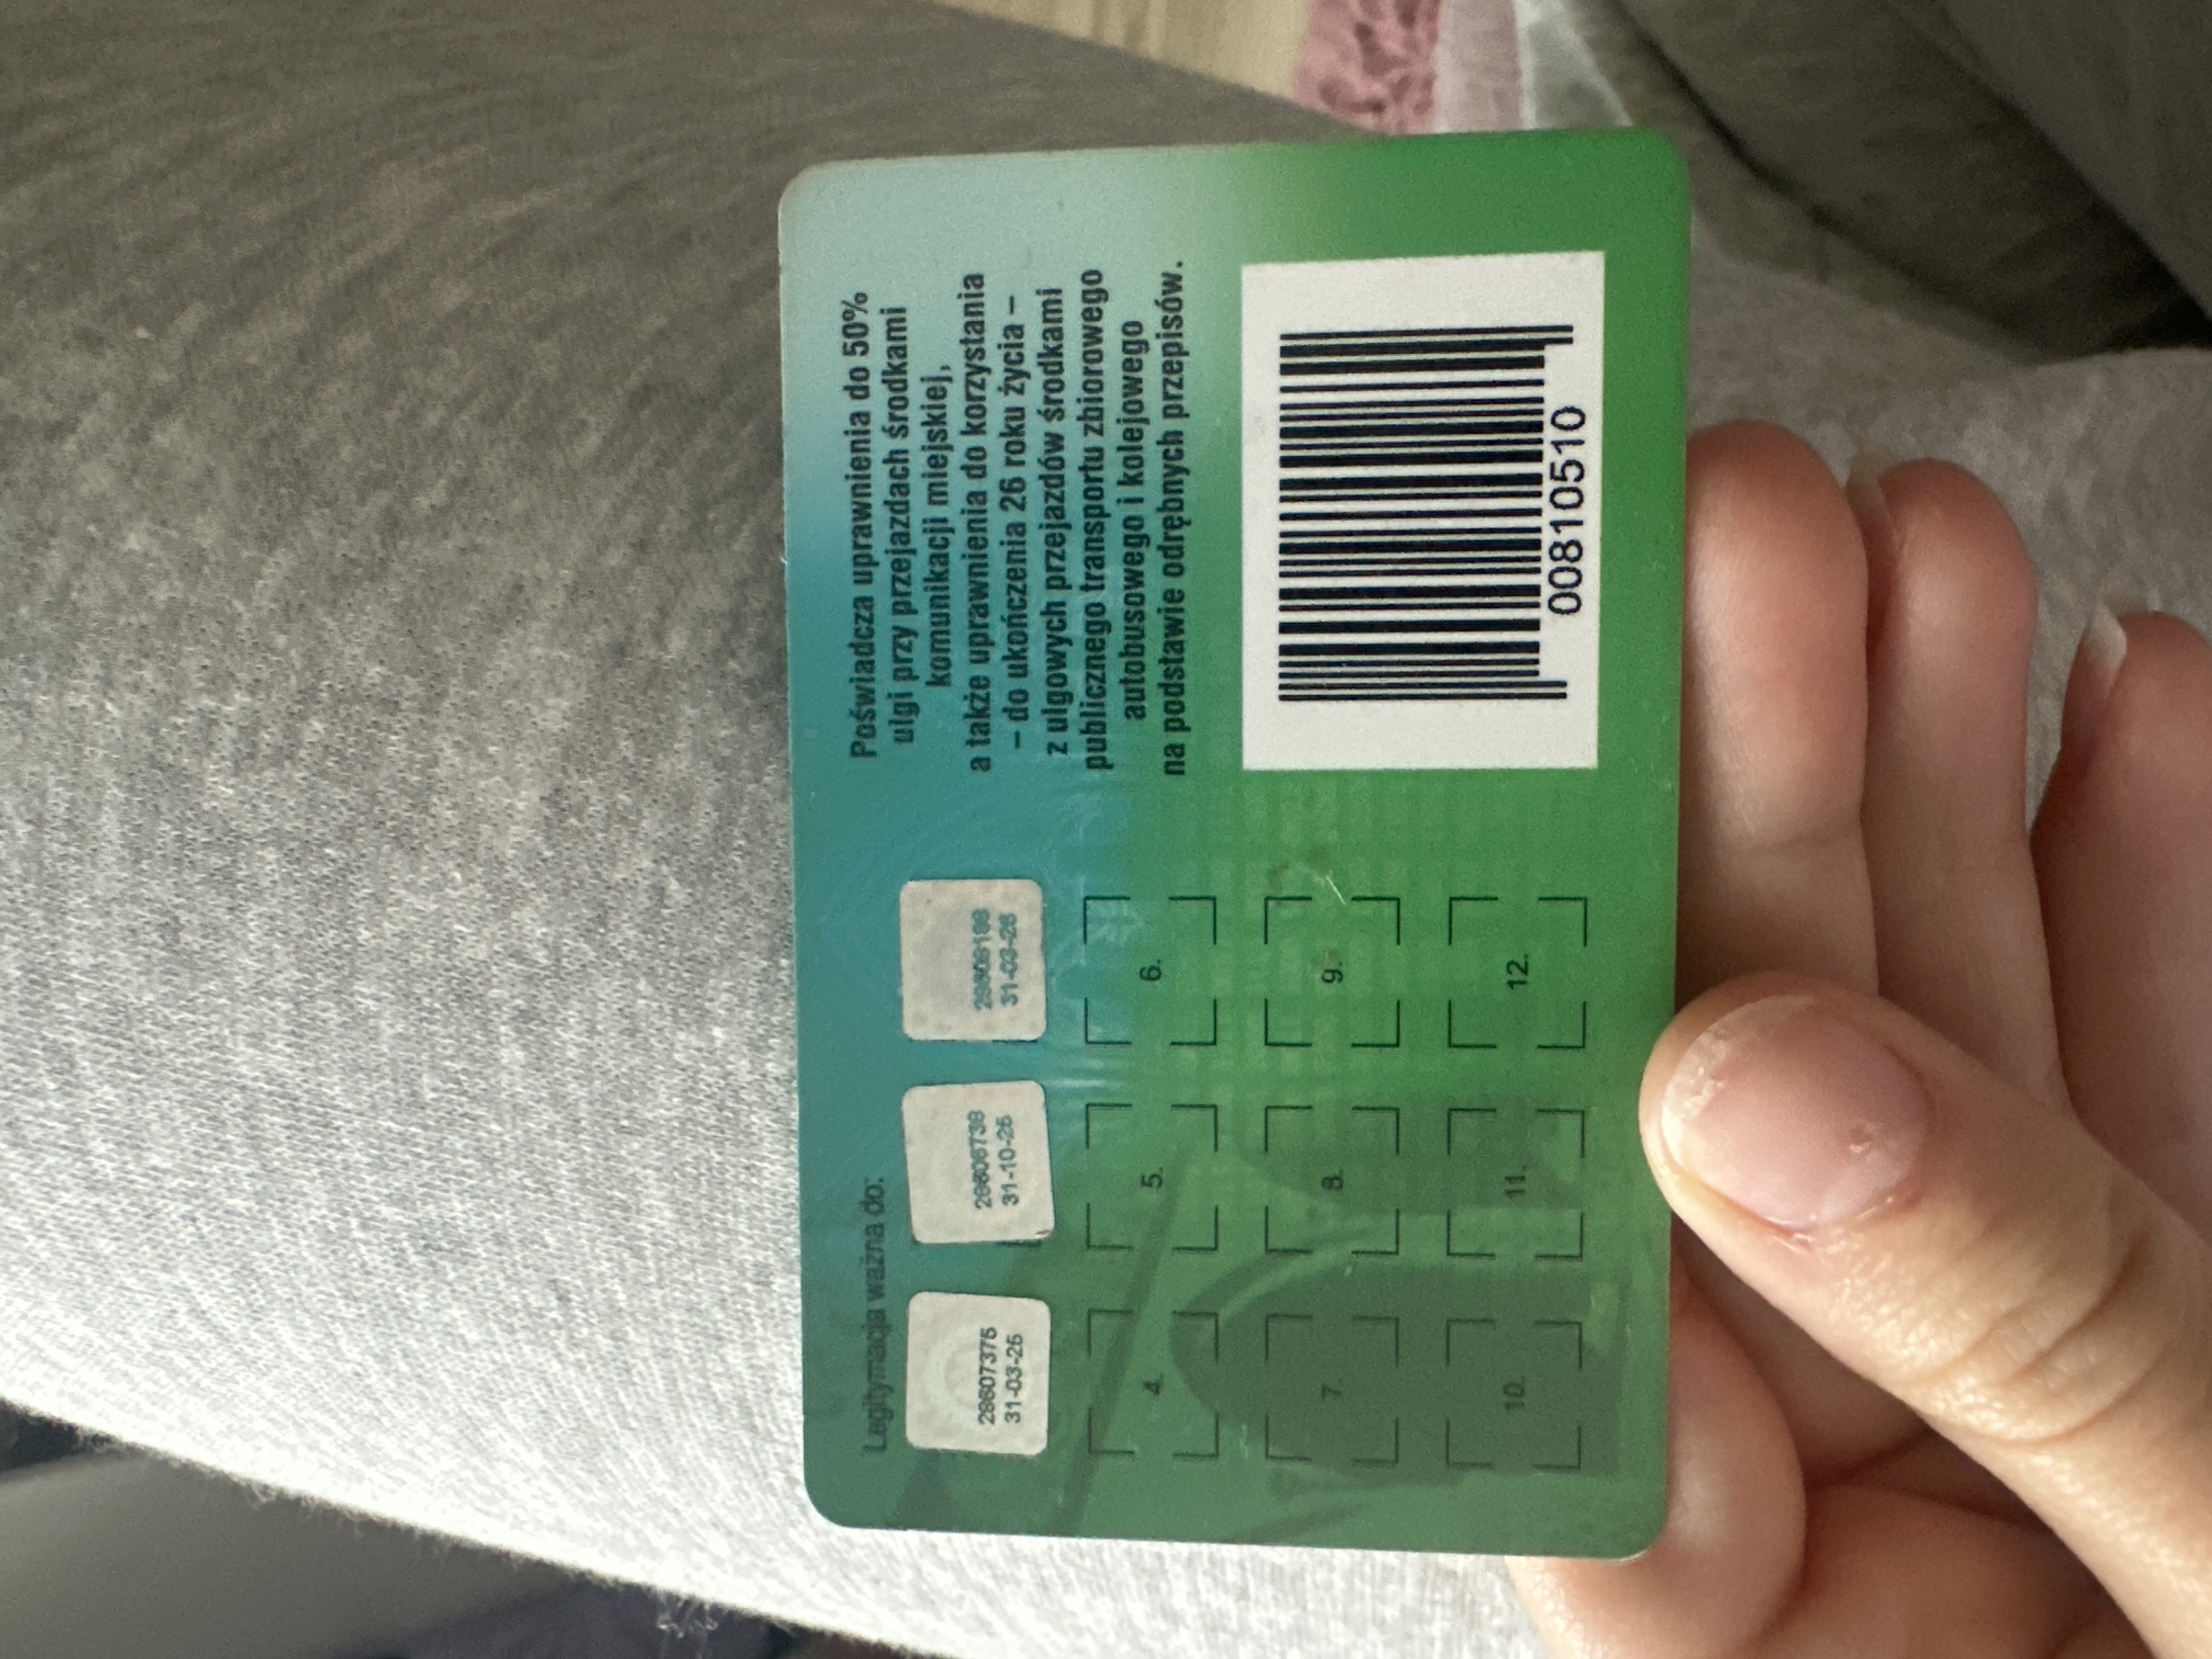 Legitymacja ważna do:
28607375
31-03-25
28606738
31-10-25
31-03-26
4.
5.
6.
7.
8.
9.
10.
11.
12.
Poświadcza uprawnienia do 50%
ulgi przy przejazdach środkami
komunikacji miejskiej,
a także uprawnienia do korzystania
– do ukończenia 26 roku życia –
z ulgowych przejazdów środkami
publicznego transportu zbiorowego
autobusowego i kolejowego
na podstawie odrębnych przepisów.
00810510